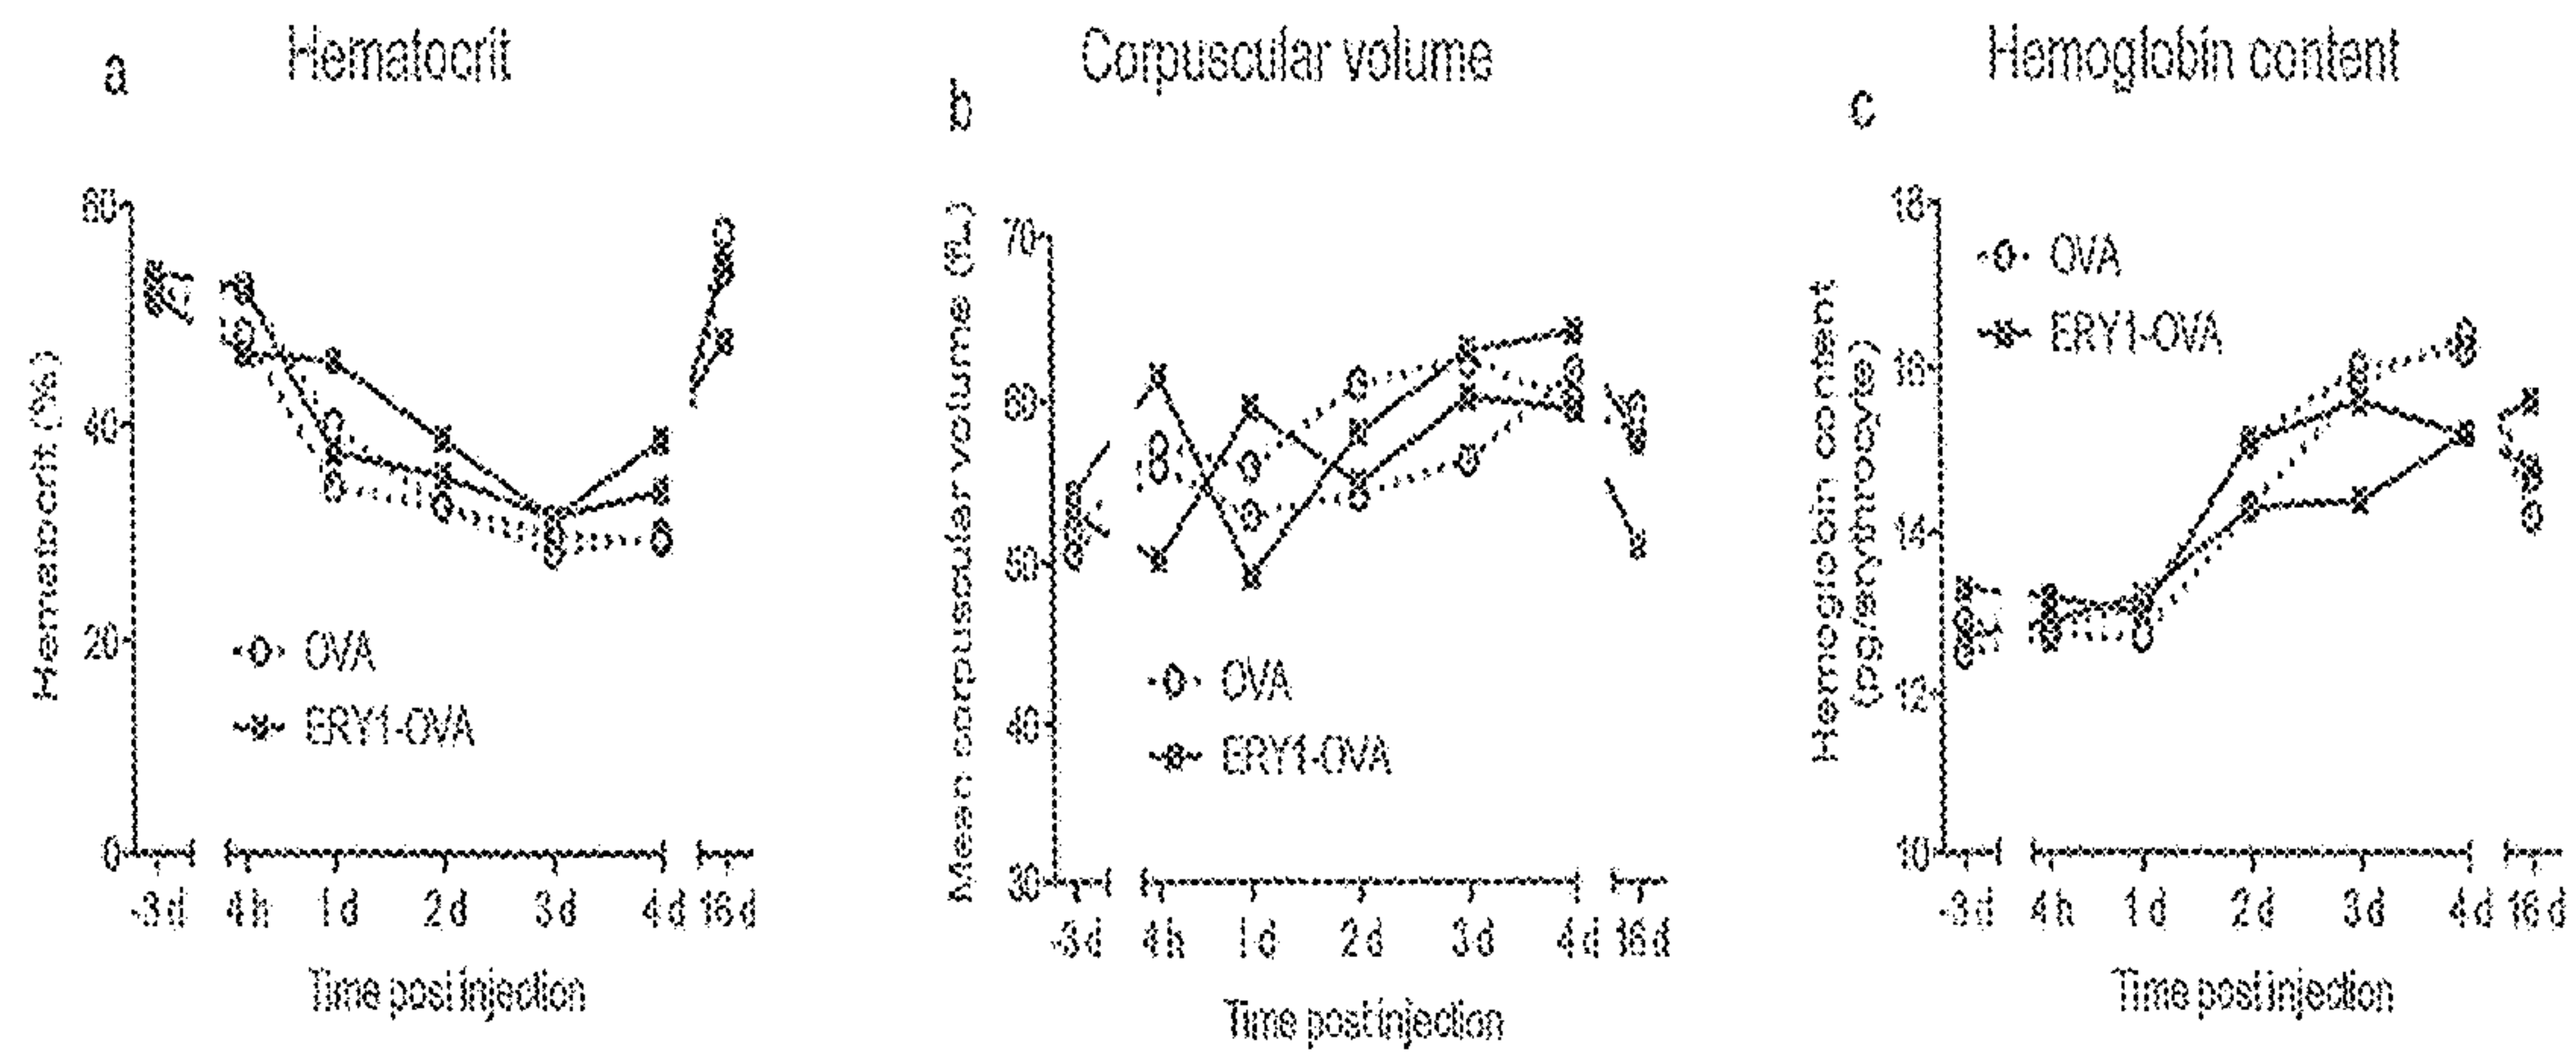 a
Hematocrit
Hematocrit (%)
60
40
20
0
OVA
ERY1-OVA
-3d 4h 1d 2d 3d 4d 16d
Time post injection
b
Corpuscular volume
Mean corpuscular volume (fL)
70
60
50
40
30
OVA
ERY1-OVA
-3d 4h 1d 2d 3d 4d 16d
Time post injection
c
Hemoglobin content
Hemoglobin content
(pg/erythrocyte)
18
16
14
12
10
OVA
ERY1-OVA
-3d 4h 1d 2d 3d 4d 16d
Time post injection